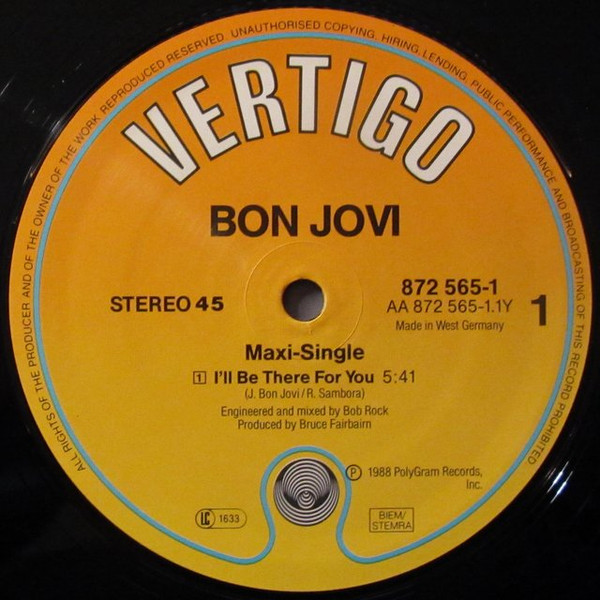 ALL RIGHTS OF THE PRODUCER AND OF THE OWNER OF THE WORK REPRODUCED RESERVED. UNAUTHORISED COPYING, HIRING, LENDING, PUBLIC PERFORMANCE AND BROADCASTING OF THIS RECORD PROHIBITED
VERTIGO
BON JOVI
STEREO 45
872 565-1
AA 872 565-1.1Y
Made in West Germany
1
Maxi-Single
1 I'll Be There For You 5:41
(J. Bon Jovi/R. Sambora)
Engineered and mixed by Bob Rock
Produced by Bruce Fairbairn
Ⓟ 1988 PolyGram Records,
Inc.
LC 1633
BIEM/
STEMRA